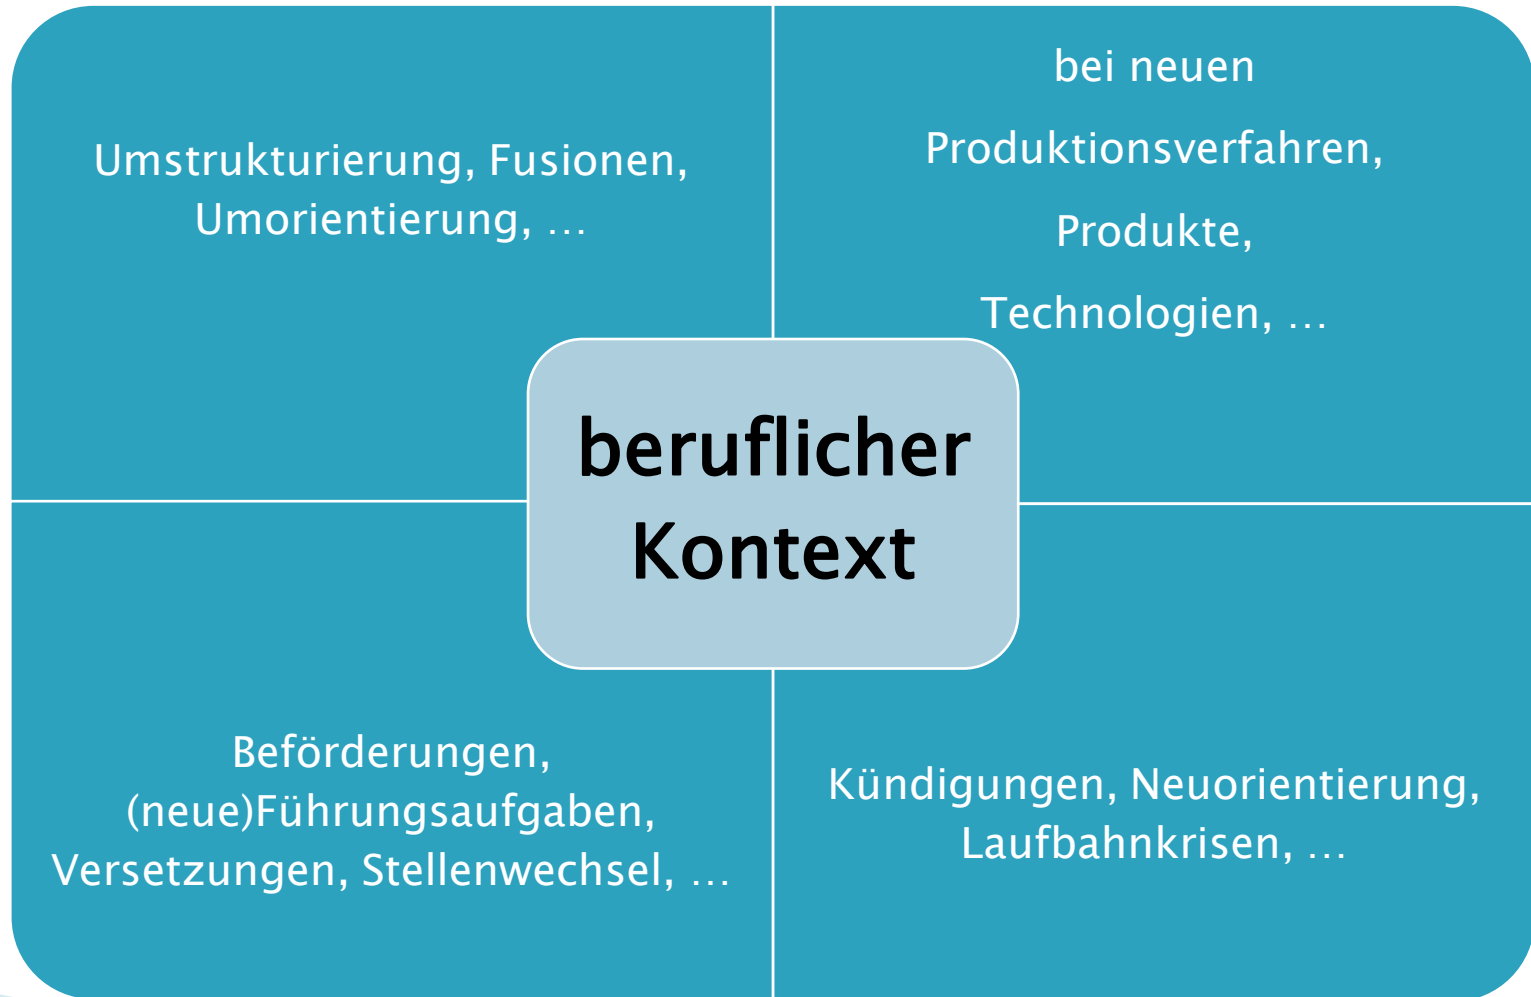 Umstrukturierung, Fusionen,
Umorientierung, …
bei neuen
Produktionsverfahren,
Produkte,
Technologien, …
beruflicher
Kontext
Beförderungen,
(neue)Führungsaufgaben,
Versetzungen, Stellenwechsel, …
Kündigungen, Neuorientierung,
Laufbahnkrisen, …